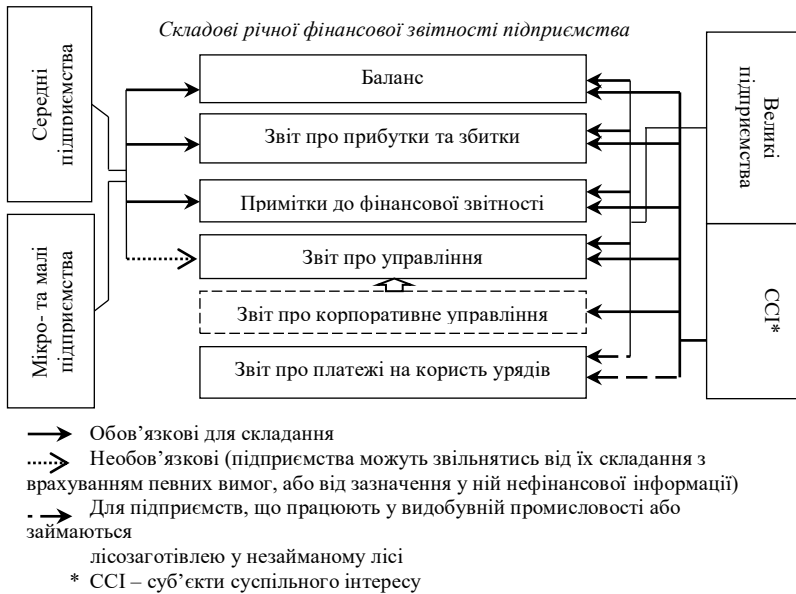 Складові річної фінансової звітності підприємства
Середні
підприємства
Мікро- та малі
підприємства
Баланс
Звіт про прибутки та збитки
Примітки до фінансової звітності
Звіт про управління
Звіт про корпоративне управління
Звіт про платежі на користь урядів
Великі
підприємства
ССІ*
Обов’язкові для складання
Необов’язкові (підприємства можуть звільнятись від їх складання з
врахуванням певних вимог, або від зазначення у ній нефінансової інформації)
Для підприємств, що працюють у видобувній промисловості або
займаються
лісозаготівлею у незайманому лісі
* ССІ – суб’єкти суспільного інтересу